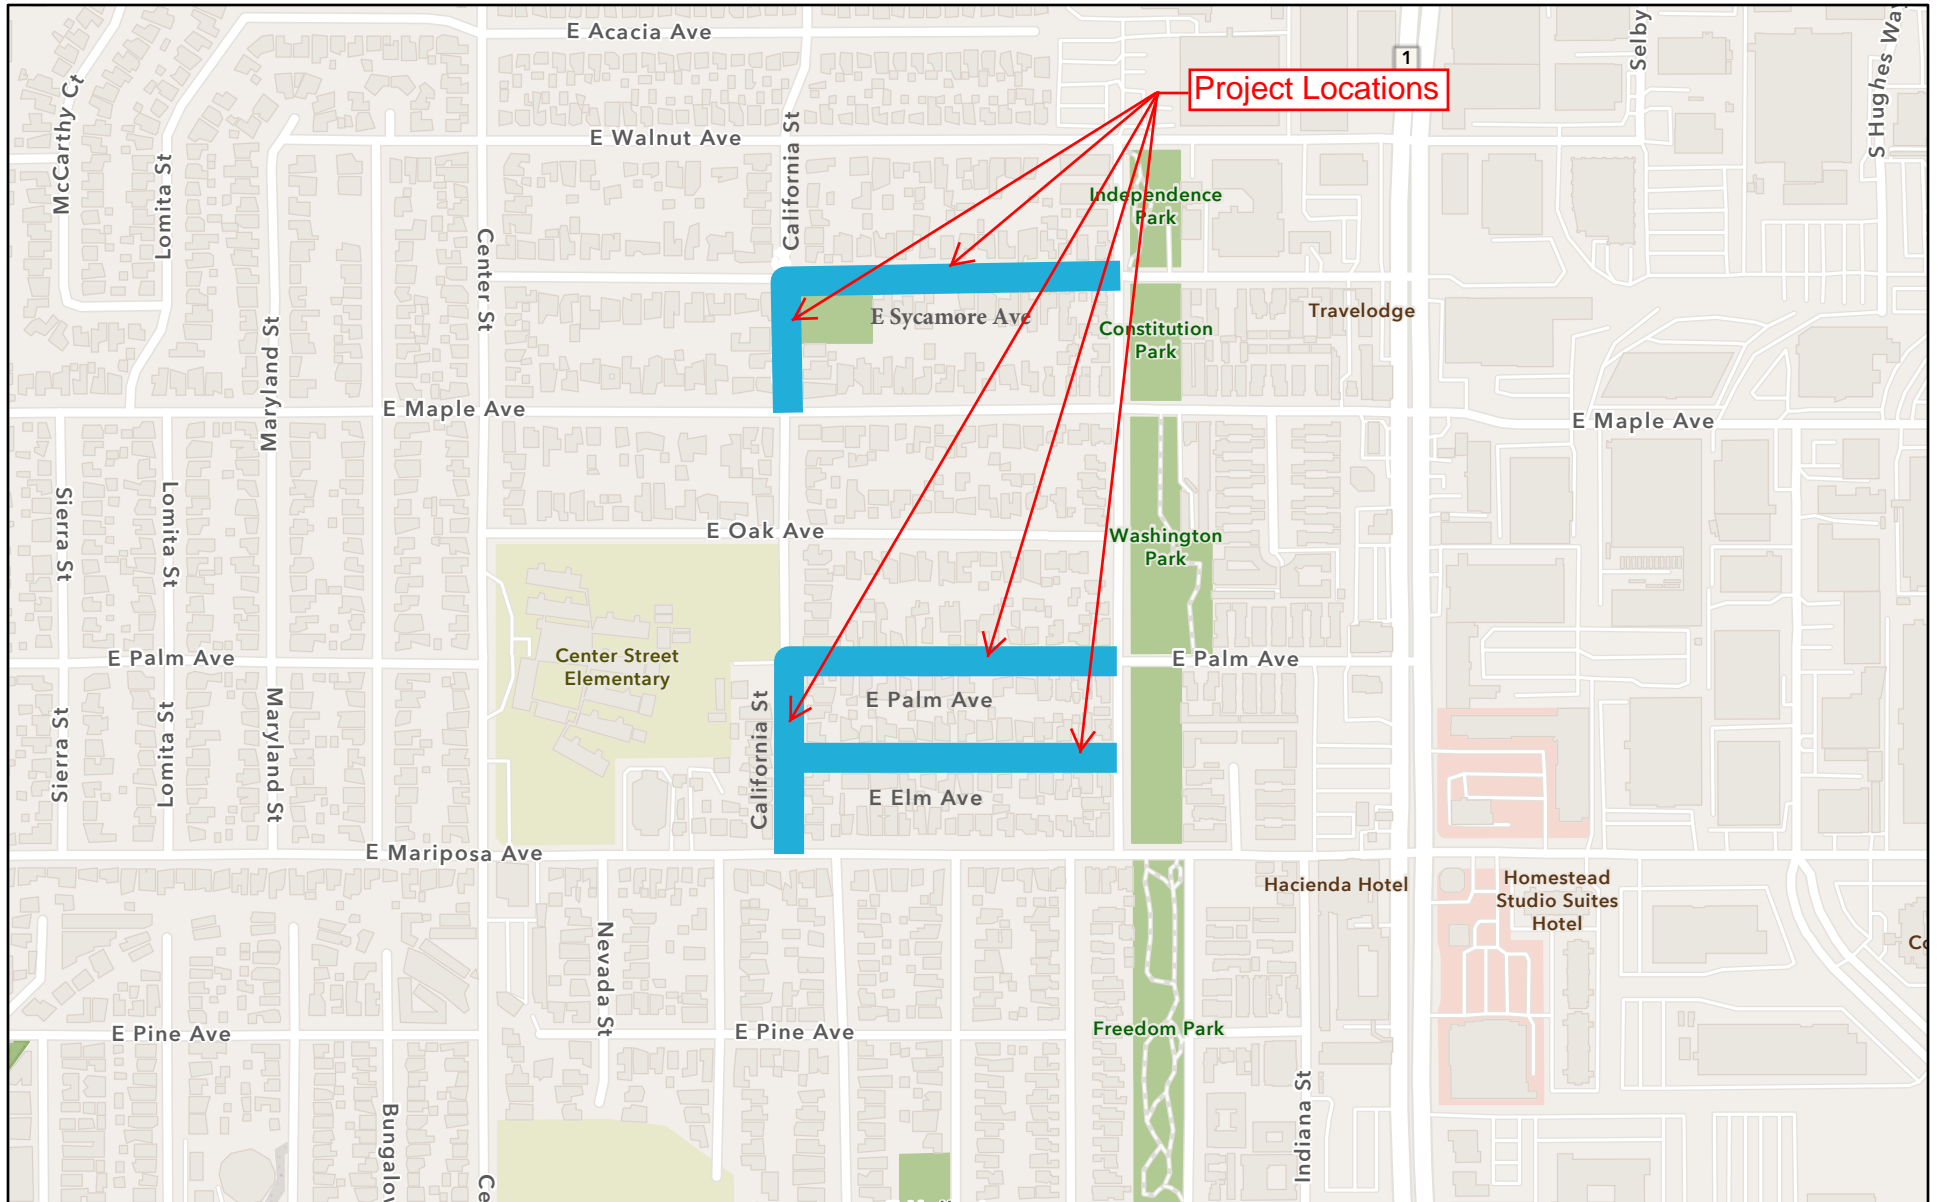 E Acacia Ave
Selby
S Hughes Way
1
Project Locations
McCarthy Ct
Lomita St
E Walnut Ave
California St
Independence
Park
Center St
Maryland St
E Sycamore Ave
Constitution
Park
Travelodge
E Maple Ave
E Maple Ave
Sierra St
Lomita St
E Oak Ave
Washington
Park
E Palm Ave
Center Street
Elementary
E Palm Ave
E Palm Ave
Sierra St
Lomita St
Maryland St
California St
E Elm Ave
E Mariposa Ave
Hacienda Hotel
Homestead
Studio Suites
Hotel
Co
Nevada St
E Pine Ave
E Pine Ave
Freedom Park
Indiana St
Bungalow
Ce